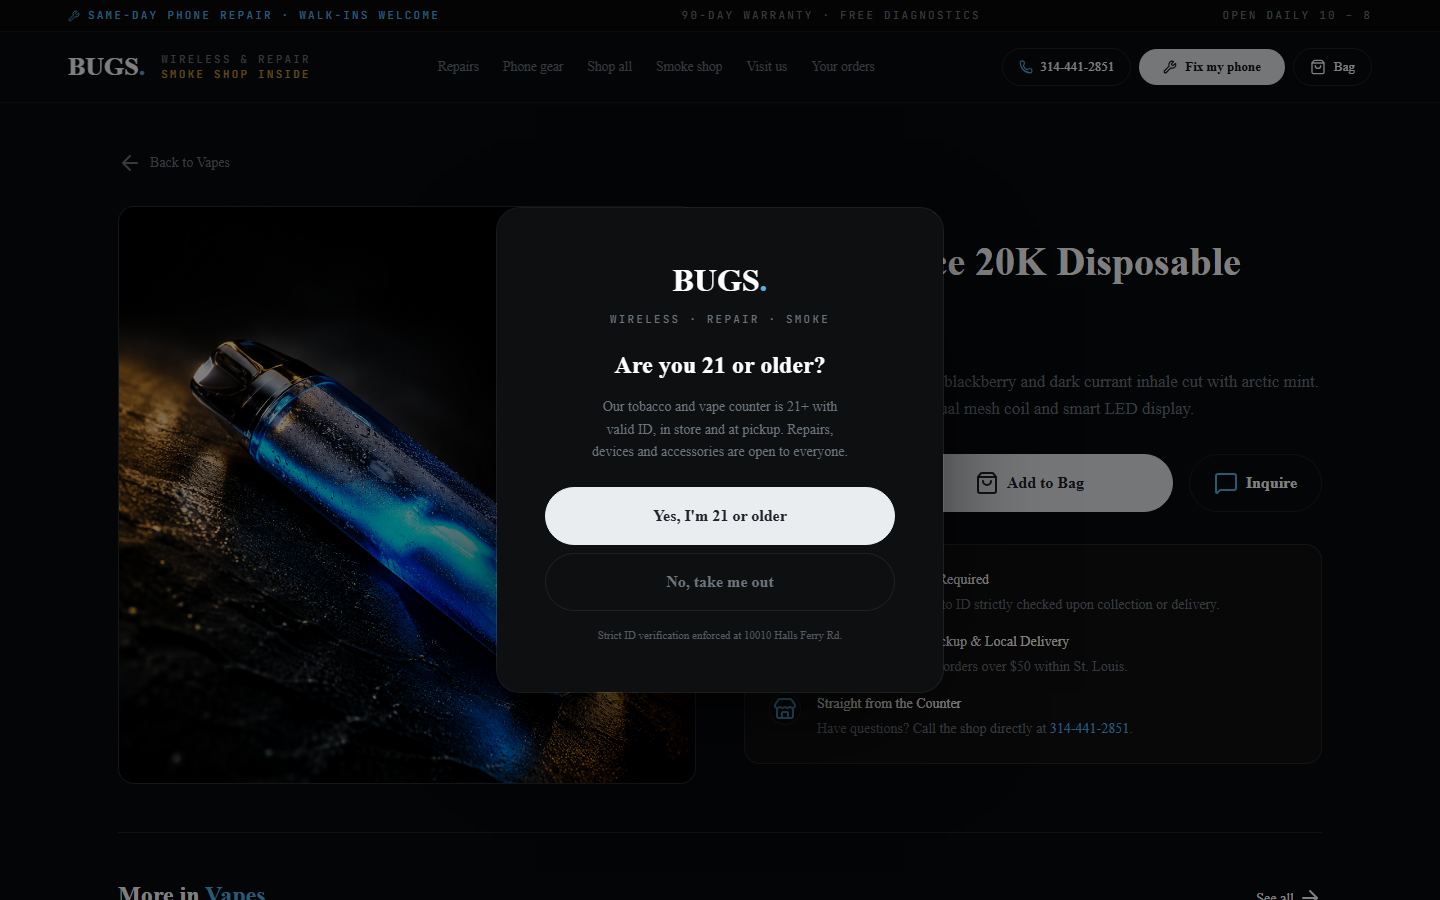 SAME-DAY PHONE REPAIR · WALK-INS WELCOME
90-DAY WARRANTY · FREE DIAGNOSTICS
OPEN DAILY 10 – 8
BUGS.
WIRELESS & REPAIR
SMOKE SHOP INSIDE
Repairs
Phone gear
Shop all
Smoke shop
Visit us
Your orders
314-441-2851
Fix my phone
Bag
Back to Vapes
20K Disposable
BUGS.
WIRELESS · REPAIR · SMOKE
Are you 21 or older?
Our tobacco and vape counter is 21+ with
valid ID, in store and at pickup. Repairs,
devices and accessories are open to everyone.
Yes, I'm 21 or older
No, take me out
Strict ID verification enforced at 10010 Halls Ferry Rd.
blackberry and dark currant inhale cut with arctic mint.
mesh coil and smart LED display.
Add to Bag
Inquire
Required
to ID strictly checked upon collection or delivery.
& Local Delivery
orders over $50 within St. Louis.
Straight from the Counter
Have questions? Call the shop directly at 314-441-2851.
More in Vapes
See all